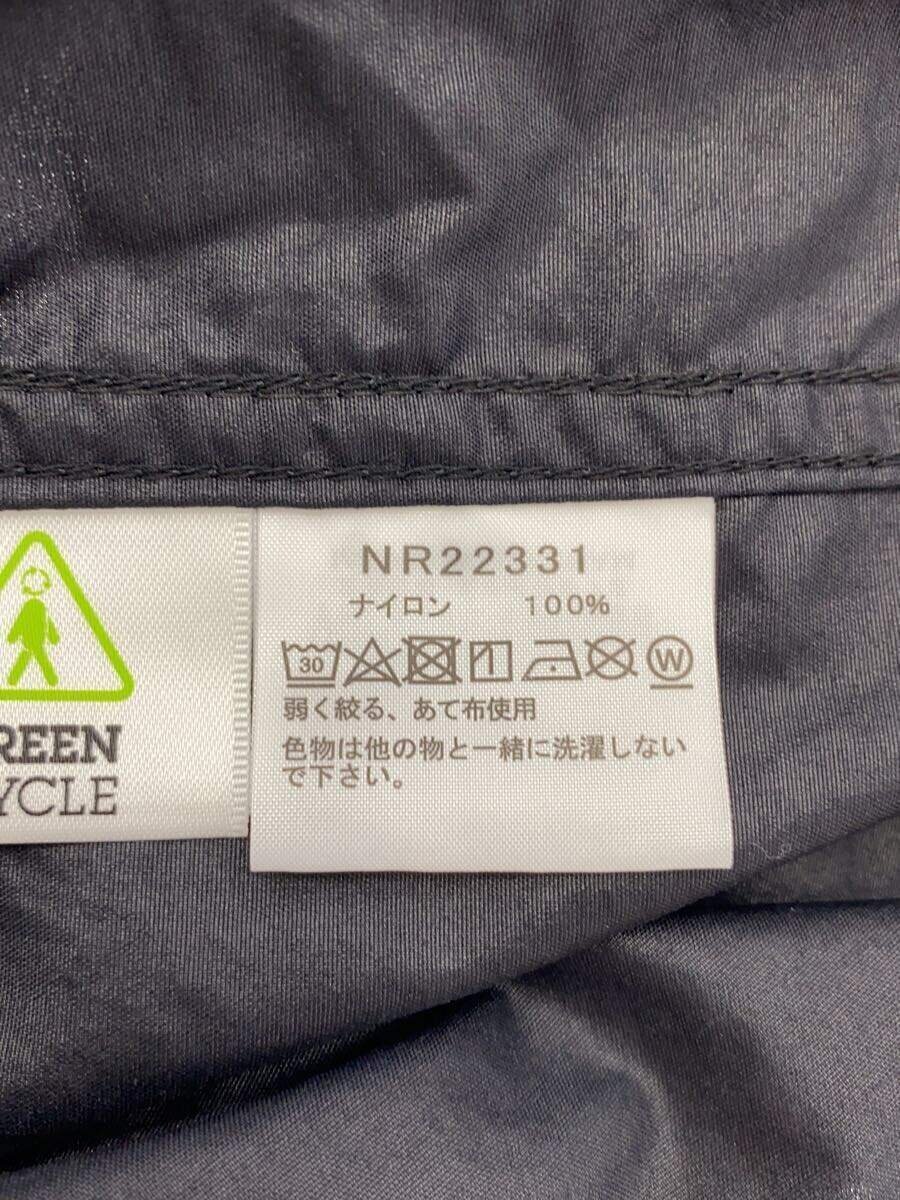 NR22331
ナイロン 100%
30
W
弱く絞る、あて布使用
色物は他の物と一緒に洗濯しない
で下さい。
REEN
YCLE